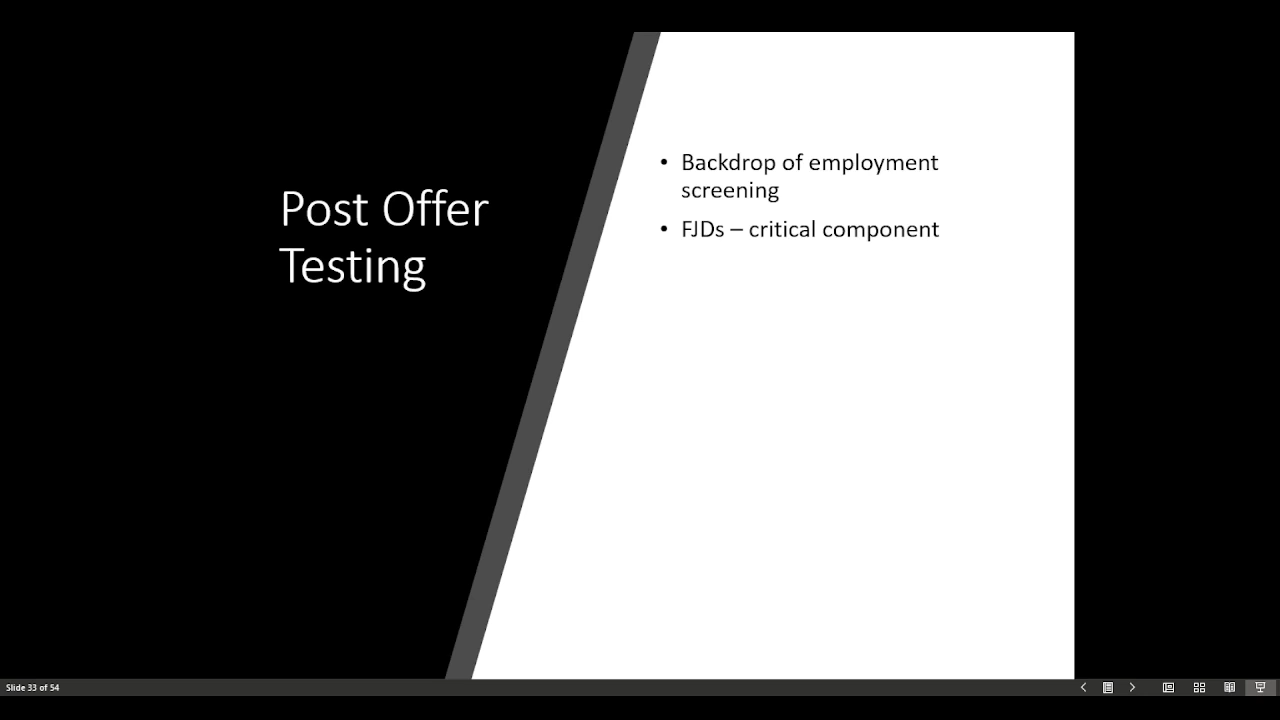 Post Offer
Testing
• Backdrop of employment
screening
• FJDs – critical component
Slide 33 of 54